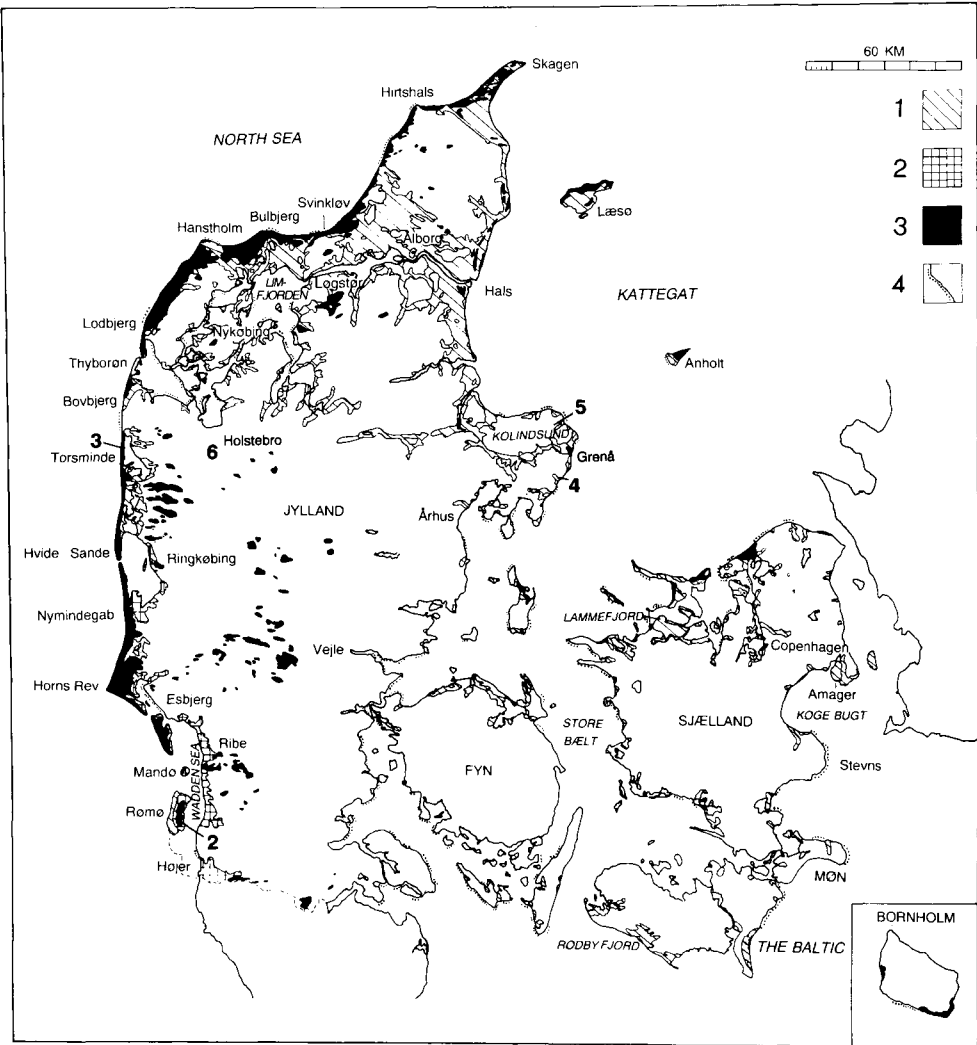 60 KM
1
2
3
4
Skagen
Hirtshals
NORTH SEA
Svinkløv
Bulbjerg
Hanstholm
Læsø
Ålborg
LIM-
FJORDEN
Løgstør
Hals
KATTEGAT
Lodbjerg
Nykøbing
Thyborøn
Anholt
Bovbjerg
5
3
6
Holstebro
KOLINDSUND
Torsminde
Grenå
4
JYLLAND
Århus
Hvide Sande
Ringkøbing
Nymindegab
LAMMEFJORD
Copenhagen
Vejle
Horns Rev
Esbjerg
Amager
KOGE BUGT
STORE
BÆLT
SJÆLLAND
Ribe
Mandø
WADDEN SEA
FYN
Stevns
Rømø
2
Højer
MØN
BORNHOLM
RØDBY FJORD
THE BALTIC